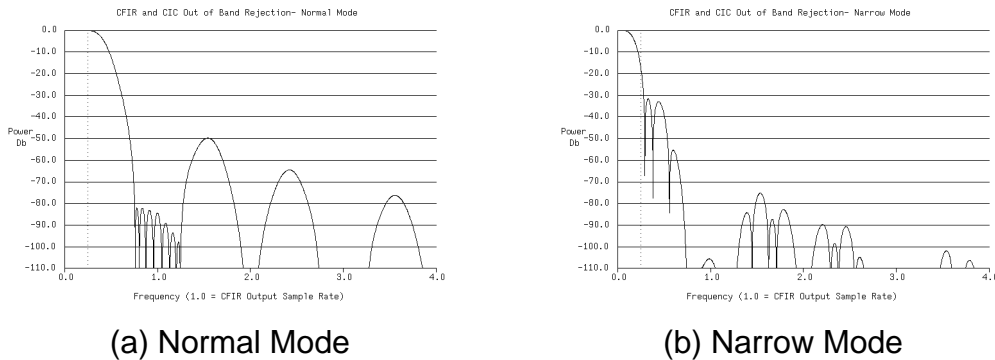 CFIR and CIC Out of Band Rejection- Normal Mode
0.0
-10.0
-20.0
-30.0
-40.0
Power
Db
-50.0
-60.0
-70.0
-80.0
-90.0
-100.0
-110.0
0.0 1.0 2.0 3.0 4.0
Frequency (1.0 = CFIR Output Sample Rate)
(a) Normal Mode
CFIR and CIC Out of Band Rejection- Narrow Mode
0.0
-10.0
-20.0
-30.0
-40.0
Power
Db
-50.0
-60.0
-70.0
-80.0
-90.0
-100.0
-110.0
0.0 1.0 2.0 3.0 4.0
Frequency (1.0 = CFIR Output Sample Rate)
(b) Narrow Mode